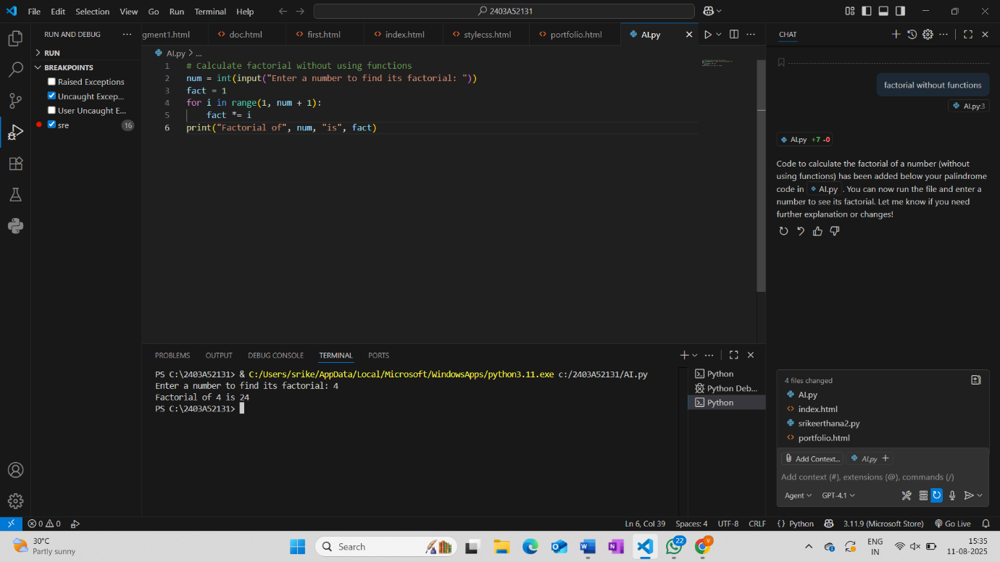 File Edit Selection View Go Run Terminal Help
2403A52131
RUN AND DEBUG
gment1.html doc.html first.html index.html stylecss.html portfolio.html AI.py
RUN
BREAKPOINTS
Raised Exceptions
Uncaught Excep...
User Uncaught E...
sre 16
AI.py > ...
1 # Calculate factorial without using functions
2 num = int(input("Enter a number to find its factorial: "))
3 fact = 1
4 for i in range(1, num + 1):
5 fact *= i
6 print("Factorial of", num, "is", fact)
CHAT
factorial without functions
AI.py:3
AI.py +7 -0
Code to calculate the factorial of a number (without
using functions) has been added below your palindrome
code in AI.py . You can now run the file and enter a
number to see its factorial. Let me know if you need
further explanation or changes!
PROBLEMS OUTPUT DEBUG CONSOLE TERMINAL PORTS
PS C:\2403A52131> & C:/Users/srike/AppData/Local/Microsoft/WindowsApps/python3.11.exe c:/2403A52131/AI.py
Enter a number to find its factorial: 4
Factorial of 4 is 24
PS C:\2403A52131>
Python
Python Deb...
Python
4 files changed
AI.py
index.html
srikeerthana2.py
portfolio.html
Add Context... AI.py
Add context (#), extensions (@), commands (/)
Agent GPT-4.1
0 0
Ln 6, Col 39 Spaces: 4 UTF-8 CRLF {} Python 3.11.9 (Microsoft Store) Go Live
30°C
Partly sunny
Search
22
V
ENG
IN
15:35
11-08-2025